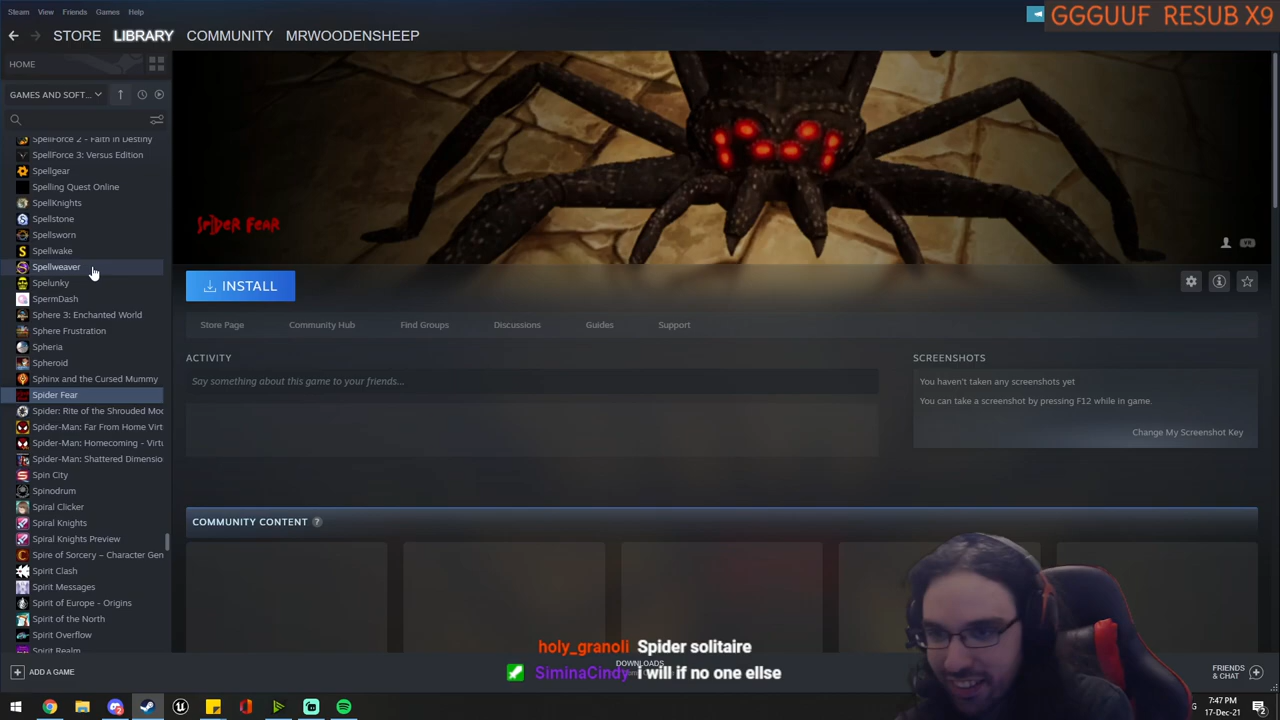 Steam View Friends Games Help
GGGUUF RESUB X9
STORE LIBRARY COMMUNITY MRWOODENSHEEP
HOME
GAMES AND SOFT...
SpellForce 2 - Faith in Destiny
SpellForce 3: Versus Edition
Spellgear
Spelling Quest Online
SpellKnights
Spellstone
Spellsworn
Spellwake
Spellweaver
Spelunky
SpermDash
Sphere 3: Enchanted World
Sphere Frustration
Spheria
Spheroid
Sphinx and the Cursed Mummy
Spider Fear
Spider: Rite of the Shrouded Moo
Spider-Man: Far From Home Virt
Spider-Man: Homecoming - Virtu
Spider-Man: Shattered Dimensio
Spin City
Spinodrum
Spiral Clicker
Spiral Knights
Spiral Knights Preview
Spire of Sorcery – Character Gen
Spirit Clash
Spirit Messages
Spirit of Europe - Origins
Spirit of the North
Spirit Overflow
Spirit Realm
ADD A GAME
SPIDER FEAR
VR
INSTALL
Store Page Community Hub Find Groups Discussions Guides Support
ACTIVITY
Say something about this game to your friends...
SCREENSHOTS
You haven't taken any screenshots yet
You can take a screenshot by pressing F12 while in game.
Change My Screenshot Key
COMMUNITY CONTENT ?
holy_granoli Spider solitaire
DOWNLOADS
SiminaCindy i will if no one ellse
FRIENDS
& CHAT
7:47 PM
17-Dec-21
2